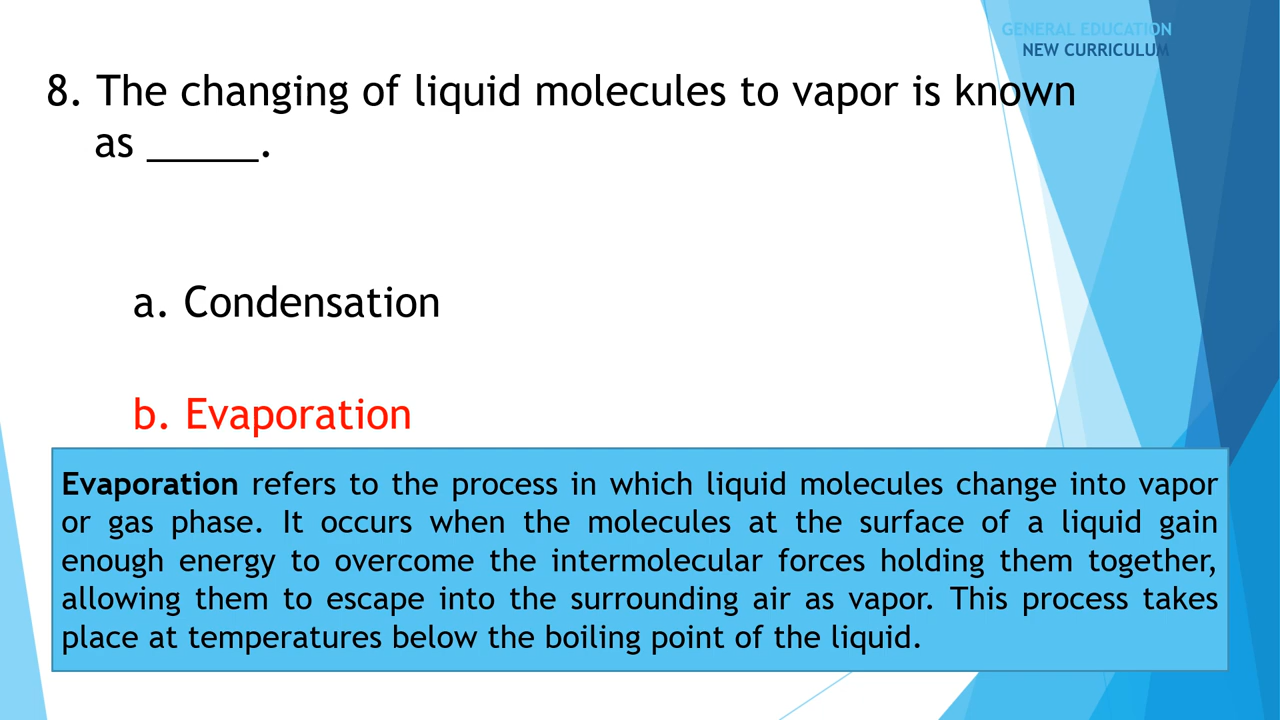 GENERAL EDUCATION
NEW CURRICULUM
8. The changing of liquid molecules to vapor is known
as _____.
a. Condensation
b. Evaporation
Evaporation refers to the process in which liquid molecules change into vapor
or gas phase. It occurs when the molecules at the surface of a liquid gain
enough energy to overcome the intermolecular forces holding them together,
allowing them to escape into the surrounding air as vapor. This process takes
place at temperatures below the boiling point of the liquid.